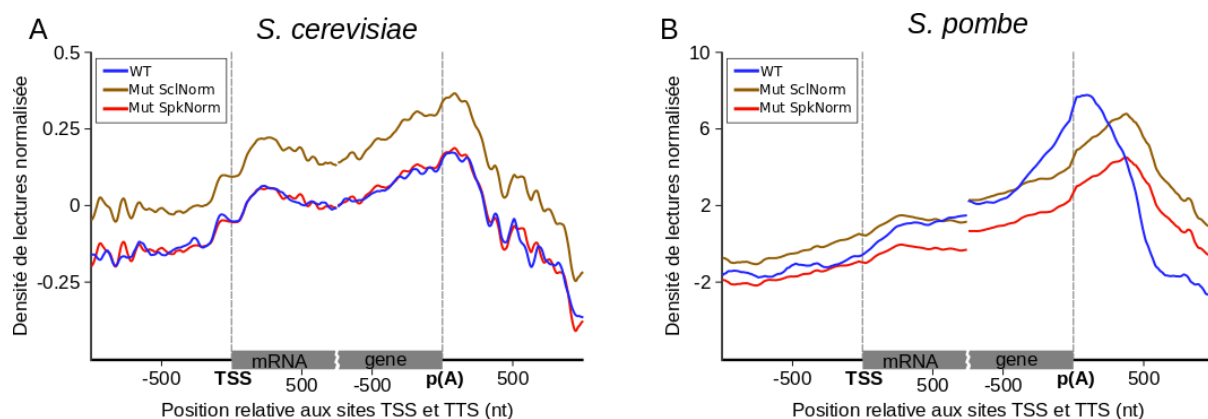 A
S. cerevisiae
Densité de lectures normalisée
0.5
0.25
0
-0.25
WT
Mut SclNorm
Mut SpkNorm
mRNA
gene
-500
TSS
500
-500
p(A)
500
Position relative aux sites TSS et TTS (nt)
B
S. pombe
Densité de lectures normalisée
10
6
2
-2
WT
Mut SclNorm
Mut SpkNorm
mRNA
gene
-500
TSS
500
-500
p(A)
500
Position relative aux sites TSS et TTS (nt)